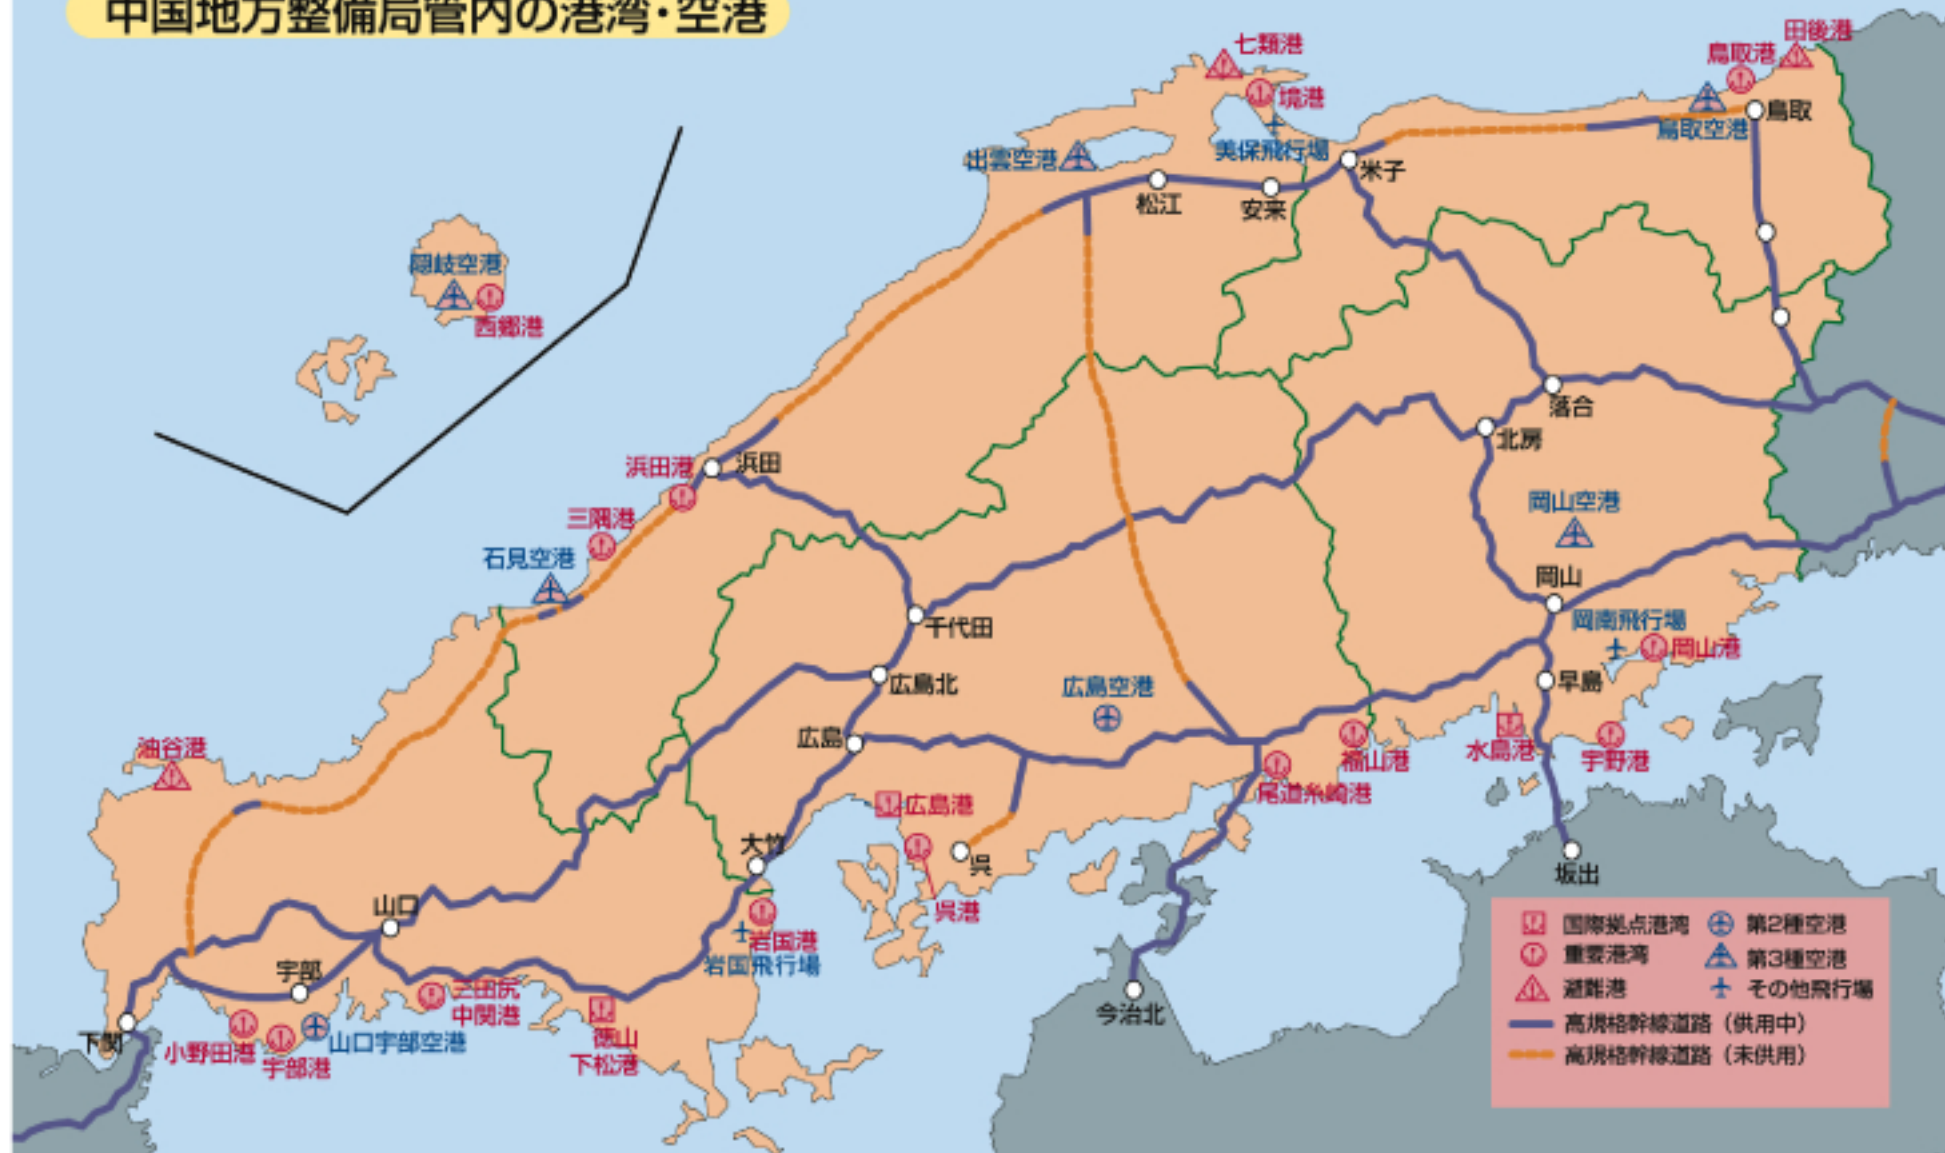 中国地方整備局管内の港湾・空港
七類港
田後港
鳥取港
境港
鳥取
鳥取空港
美保飛行場
出雲空港
米子
松江
安来
隠岐空港
西郷港
落合
北房
浜田港
浜田
岡山空港
三隅港
石見空港
岡山
岡南飛行場
千代田
岡山港
広島北
広島空港
早島
広島
油谷港
福山港
水島港
宇野港
尾道糸崎港
広島港
大竹
呉
坂出
山口
呉港
岩国港
岩国飛行場
宇部
三田尻
中関港
今治北
下関
小野田港
宇部港
山口宇部空港
徳山
下松港
国際拠点港湾
第2種空港
重要港湾
第3種空港
避難港
その他飛行場
高規格幹線道路（供用中）
高規格幹線道路（未供用）